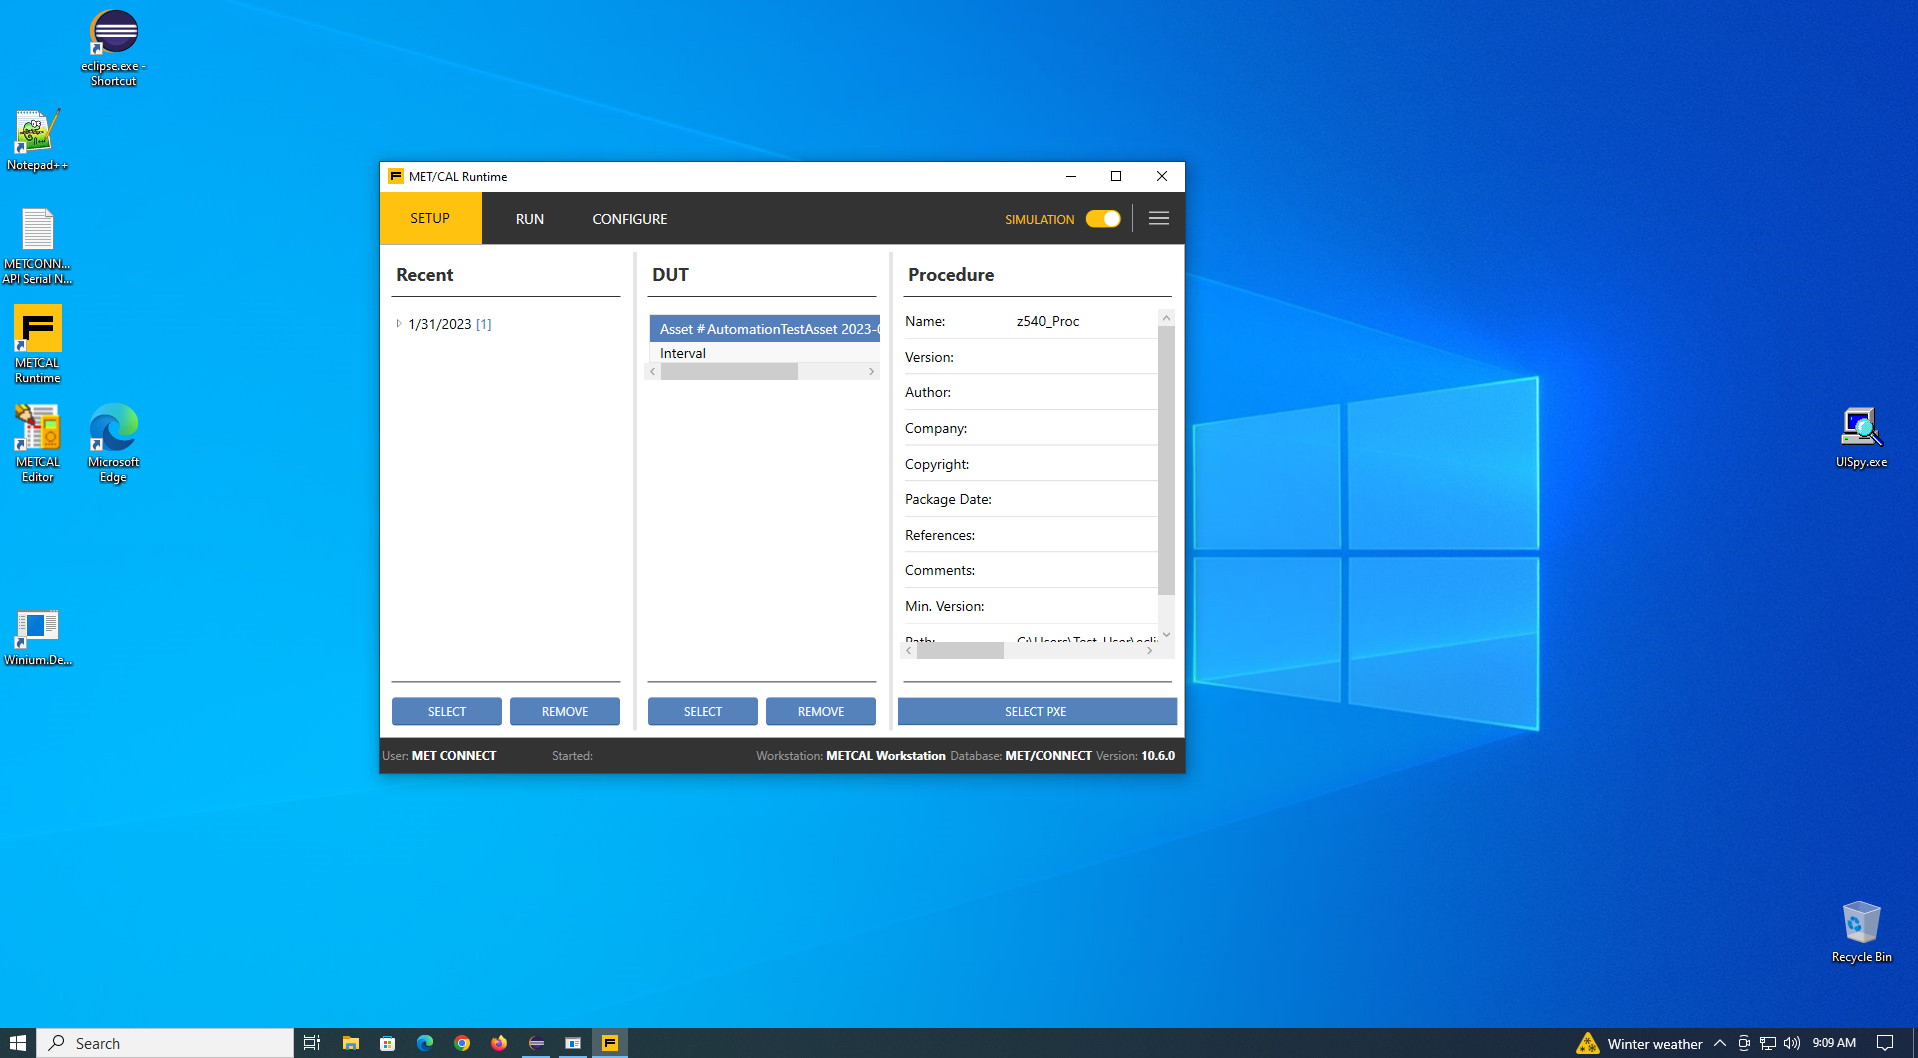 eclipse.exe -
Shortcut
Notepad++
METCONN...
API Serial N...
METCAL
Runtime
METCAL
Editor
Microsoft
Edge
Winium.De...
UISpy.exe
Recycle Bin
MET/CAL Runtime
SETUP
RUN
CONFIGURE
SIMULATION
Recent
1/31/2023 [1]
SELECT
REMOVE
DUT
Asset # AutomationTestAsset 2023-0
Interval
SELECT
REMOVE
Procedure
Name: z540_Proc
Version:
Author:
Company:
Copyright:
Package Date:
References:
Comments:
Min. Version:
Path: C:\Users\Test_User\ecli
SELECT PXE
User: MET CONNECT Started: Workstation: METCAL Workstation Database: MET/CONNECT Version: 10.6.0
Search
Winter weather
9:09 AM